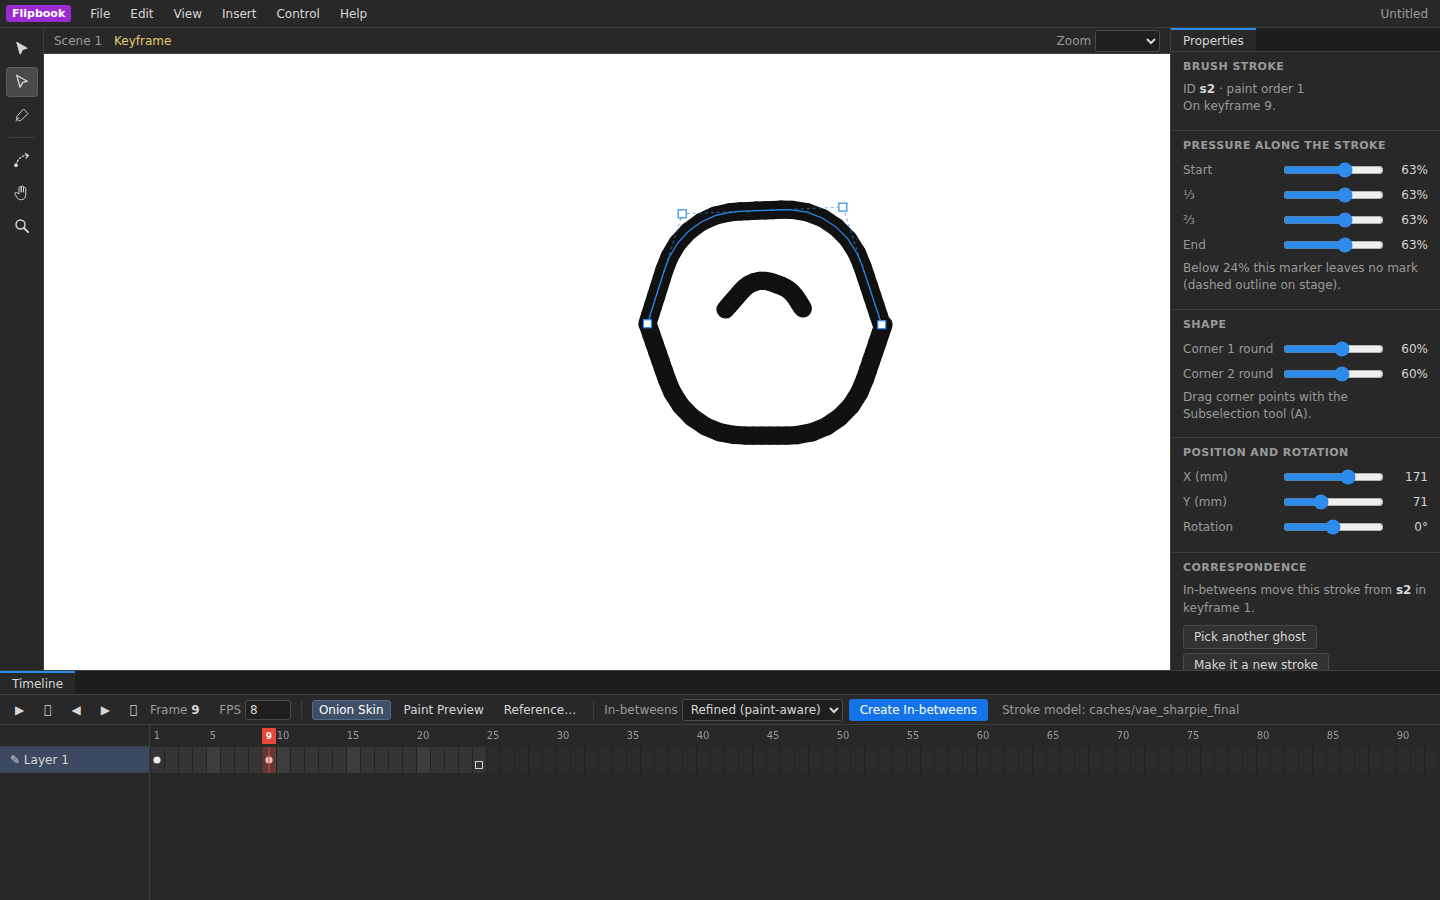 Flipbook File Edit View Insert Control Help Untitled
Scene 1 Keyframe Zoom
Properties
BRUSH STROKE
ID s2 · paint order 1
On keyframe 9.
PRESSURE ALONG THE STROKE
Start 63%
⅓ 63%
⅔ 63%
End 63%
Below 24% this marker leaves no mark
(dashed outline on stage).
SHAPE
Corner 1 round 60%
Corner 2 round 60%
Drag corner points with the
Subselection tool (A).
POSITION AND ROTATION
X (mm) 171
Y (mm) 71
Rotation 0°
CORRESPONDENCE
In-betweens move this stroke from s2 in
keyframe 1.
Pick another ghost
Make it a new stroke
Timeline
Frame 9 FPS 8 Onion Skin Paint Preview Reference... In-betweens Refined (paint-aware) Create In-betweens Stroke model: caches/vae_sharpie_final
1 5 9 10 15 20 25 30 35 40 45 50 55 60 65 70 75 80 85 90
Layer 1